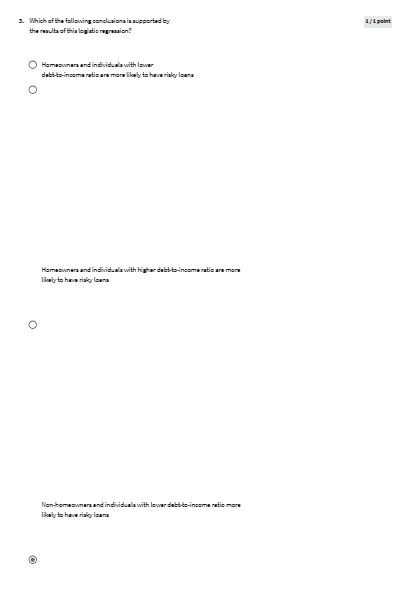 3. Which of the following conclusions is supported by
the results of this logistic regression?
1 / 1 point
Homeowners and individuals with lower
debt-to-income ratio are more likely to have risky loans
Homeowners and individuals with higher debt-to-income ratio are more
likely to have risky loans
Non-homeowners and individuals with lower debt-to-income ratio more
likely to have risky loans